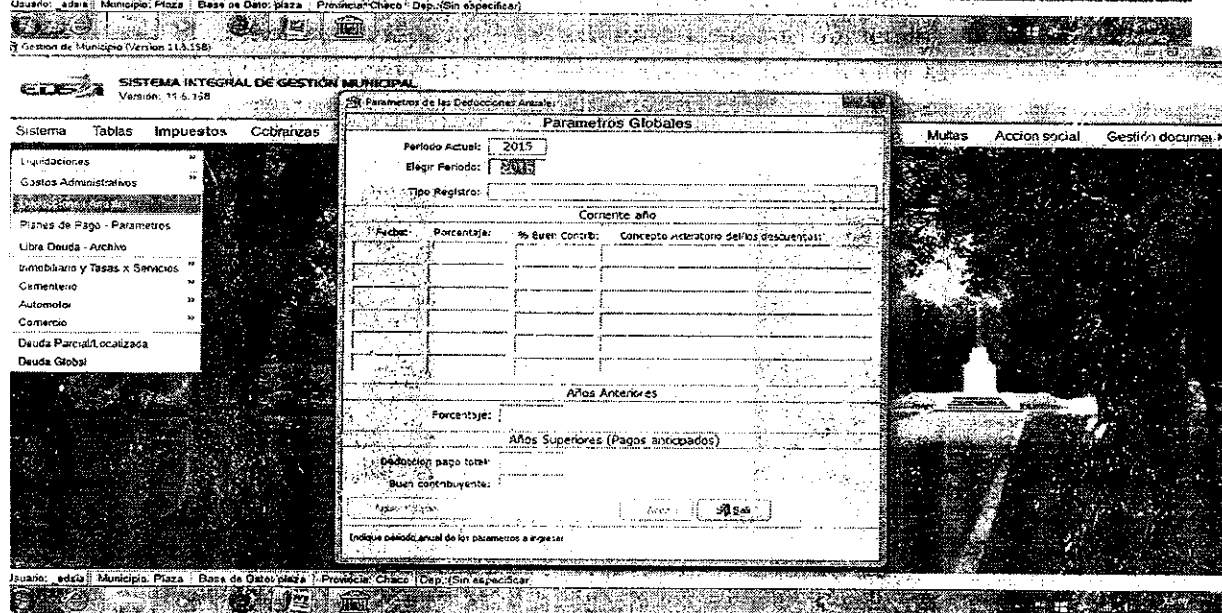 Usuario: _edsia Municipio: Plaza Base de Dato: plaza Provincia: Chaco Dep.:(Sin especificar)
Gestion de Municipio (Version 11.6.158)
SISTEMA INTEGRAL DE GESTIÓN MUNICIPAL
Version: 11.6.158
Parametros de las Deducciones Anuales
Parametros Globales
Sistema Tablas Impuestos Cobranzas Multas Accion social Gestión documen
Liquidaciones
Gastos Administrativos
Planes de Pago - Parametros
Libre Deuda - Archivo
Inmobiliario y Tasas x Servicios
Cementerio
Automotor
Comercio
Deuda Parcial/Localizada
Deuda Global
Periodo Actual: 2015
Elegir Periodo: 2015
Tipo Registro:
Corriente año
Fecha: Porcentaje: % Buen Contrib: Concepto Aclaratorio del/los descuentos:
Años Anteriores
Porcentaje:
Años Superiores (Pagos anticipados)
Deduccion pago total:
Buen contribuyente:
Salir
Indique periodo anual de los parametros a ingresar
Usuario: _edsia Municipio: Plaza Base de Dato: plaza Provincia: Chaco Dep.:(Sin especificar)